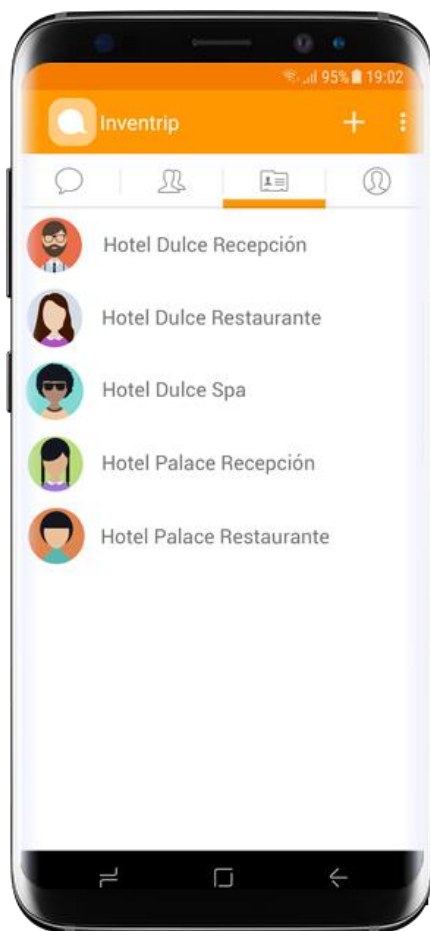 95% 19:02
Inventrip
Hotel Dulce Recepción
Hotel Dulce Restaurante
Hotel Dulce Spa
Hotel Palace Recepción
Hotel Palace Restaurante